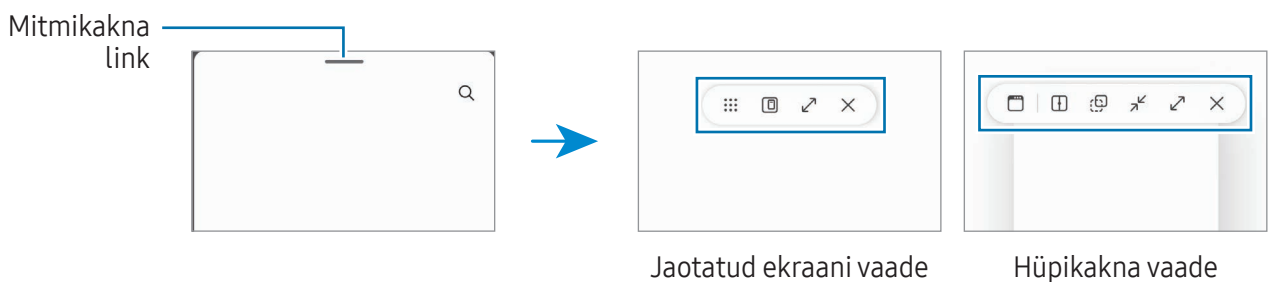 Mitmikakna
link
Jaotatud ekraani vaade
Hüpikakna vaade